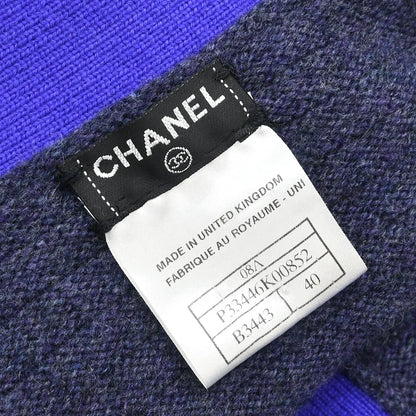 CHANEL
MADE IN UNITED KINGDOM
FABRIQUE AU ROYAUME - UNI
08A
P33446K00852
B3443 40